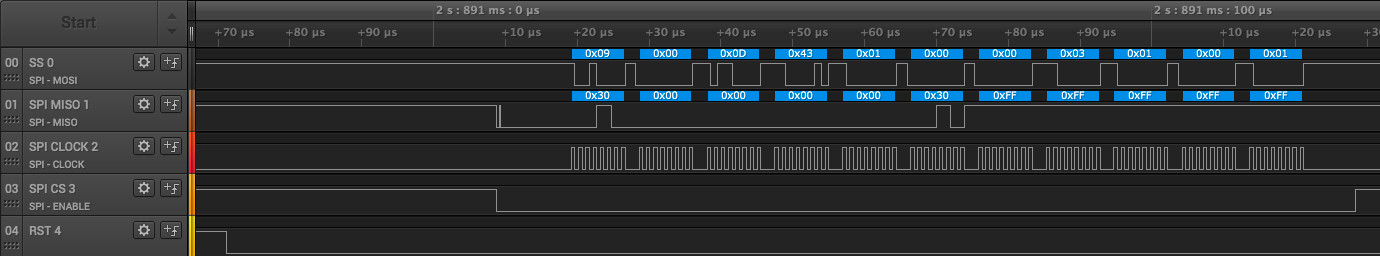 Start
2 s : 891 ms : 0 µs
2 s : 891 ms : 100 µs
+70 µs
+80 µs
+90 µs
+10 µs
+20 µs
+30 µs
+40 µs
+50 µs
+60 µs
+70 µs
+80 µs
+90 µs
+10 µs
+20 µs
00 SS 0
SPI - MOSI
0x09 0x00 0x0D 0x43 0x01 0x00 0x00 0x03 0x01 0x00 0x01
01 SPI MISO 1
SPI - MISO
0x30 0x00 0x00 0x00 0x00 0x30 0xFF 0xFF 0xFF 0xFF 0xFF
02 SPI CLOCK 2
SPI - CLOCK
03 SPI CS 3
SPI - ENABLE
04 RST 4